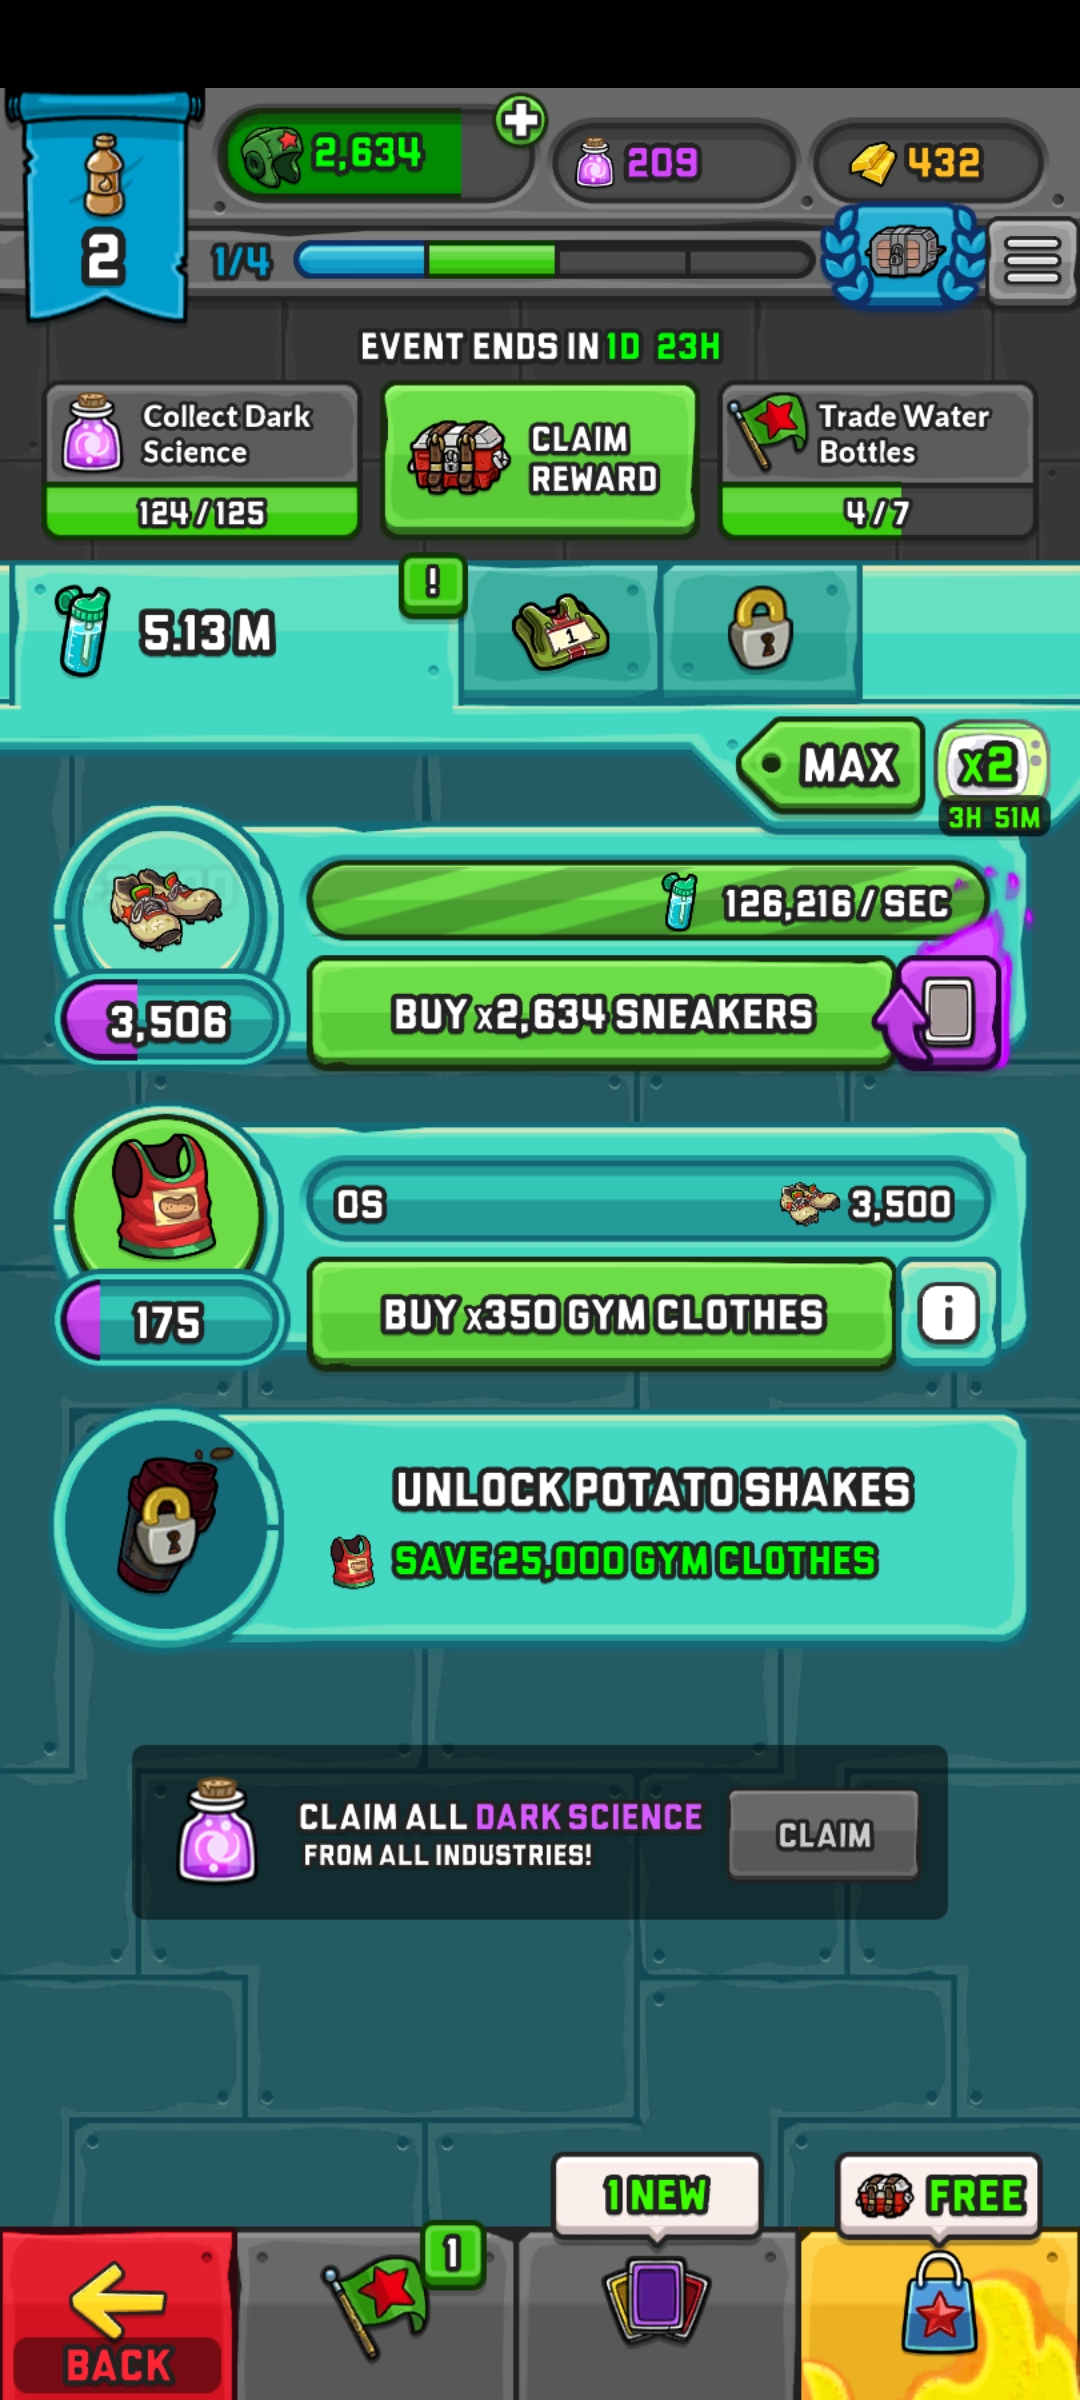 2,634
209
432
2
1/4
EVENT ENDS IN 1D 23H
Collect Dark
Science
124/125
CLAIM
REWARD
Trade Water
Bottles
4/7
!
5.13 M
1
MAX
x2
3H 51M
126,216 / SEC
3,506
BUY x2,634 SNEAKERS
0S
3,500
175
BUY x350 GYM CLOTHES
i
UNLOCK POTATO SHAKES
SAVE 25,000 GYM CLOTHES
CLAIM ALL DARK SCIENCE
FROM ALL INDUSTRIES!
CLAIM
1 NEW
FREE
1
BACK